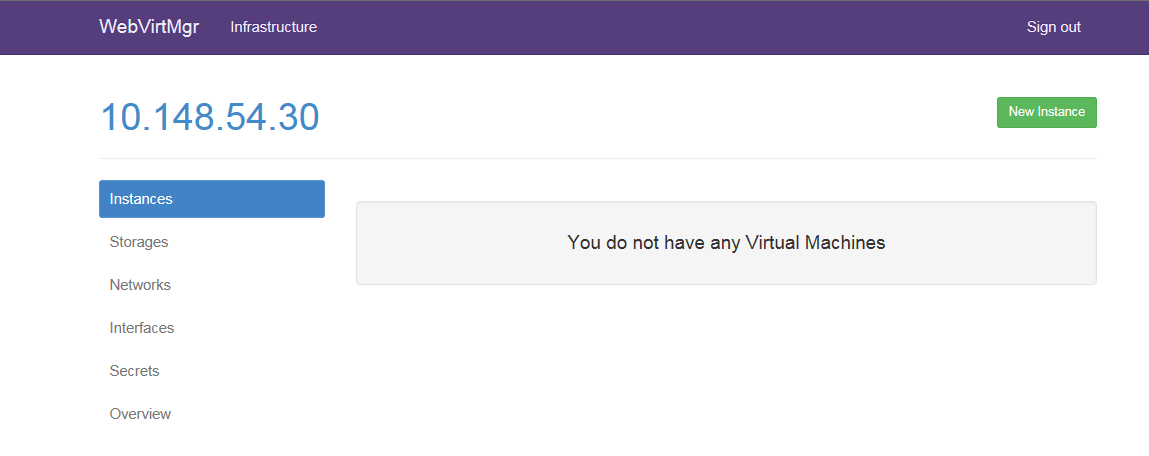 WebVirtMgr Infrastructure Sign out
10.148.54.30
New Instance
Instances
Storages
Networks
Interfaces
Secrets
Overview
You do not have any Virtual Machines